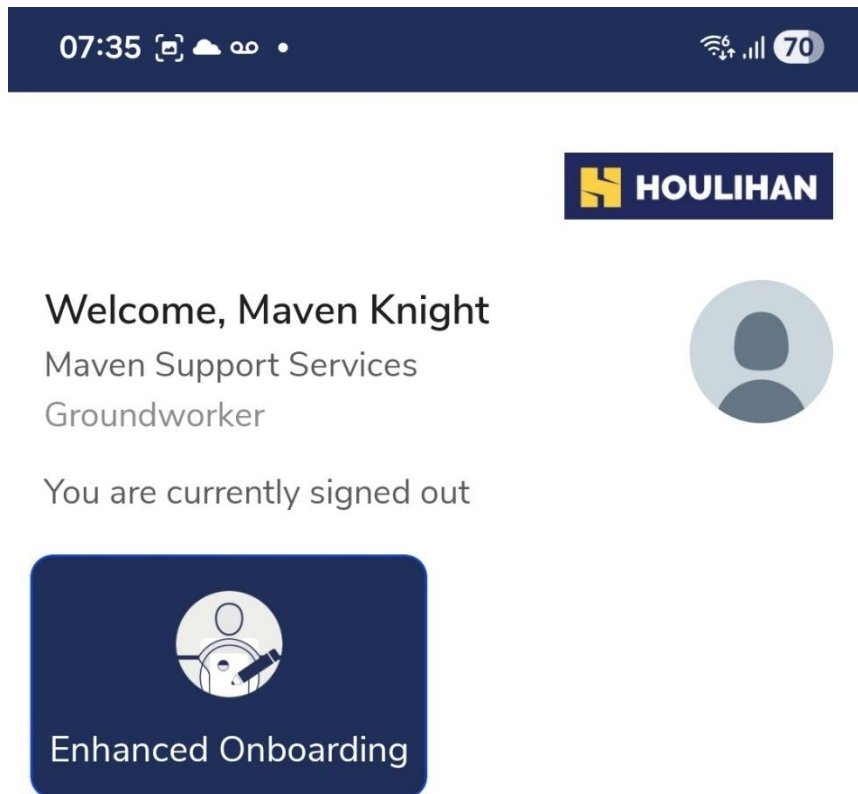 07:35
70
HOULIHAN
Welcome, Maven Knight
Maven Support Services
Groundworker
You are currently signed out
Enhanced Onboarding